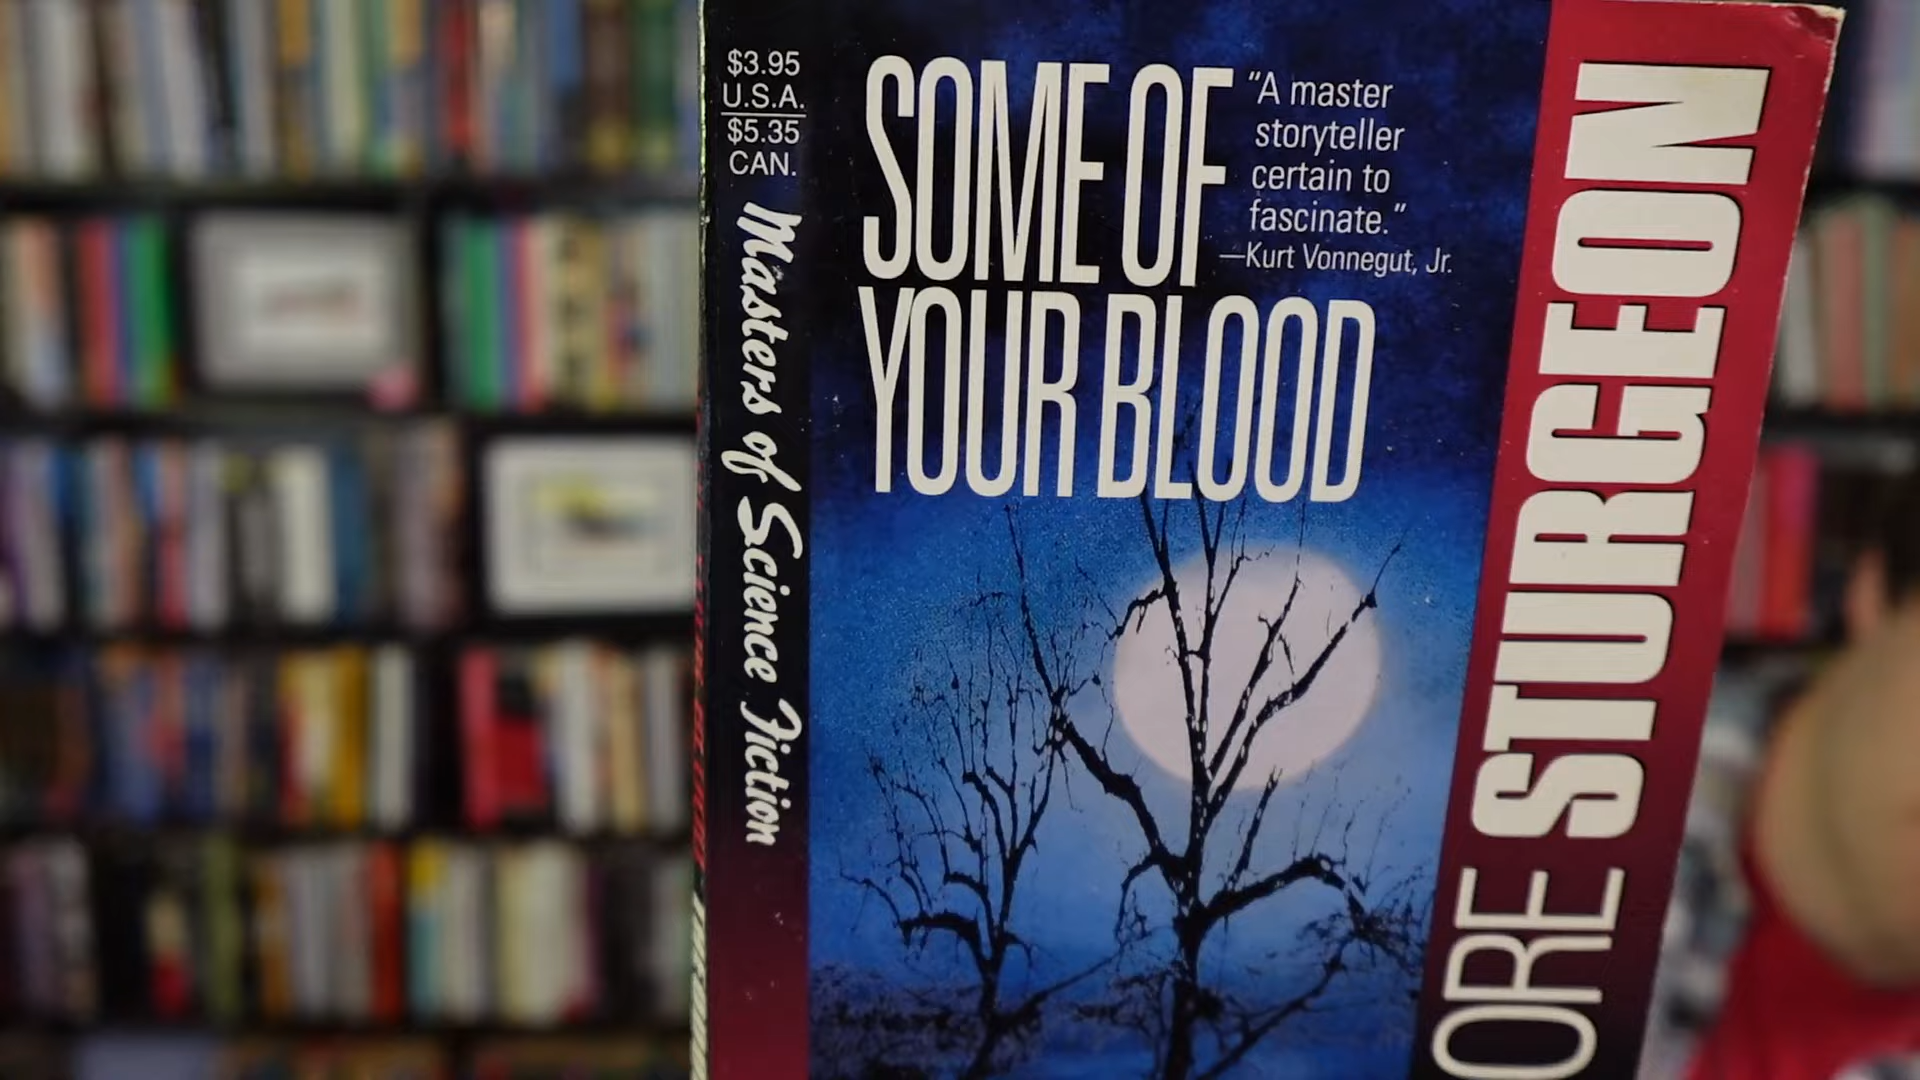 $3.95
U.S.A.
$5.35
CAN.
Masters of Science Fiction
SOME OF
YOUR BLOOD
“A master
storyteller
certain to
fascinate.”
—Kurt Vonnegut, Jr.
ORE STURGEON